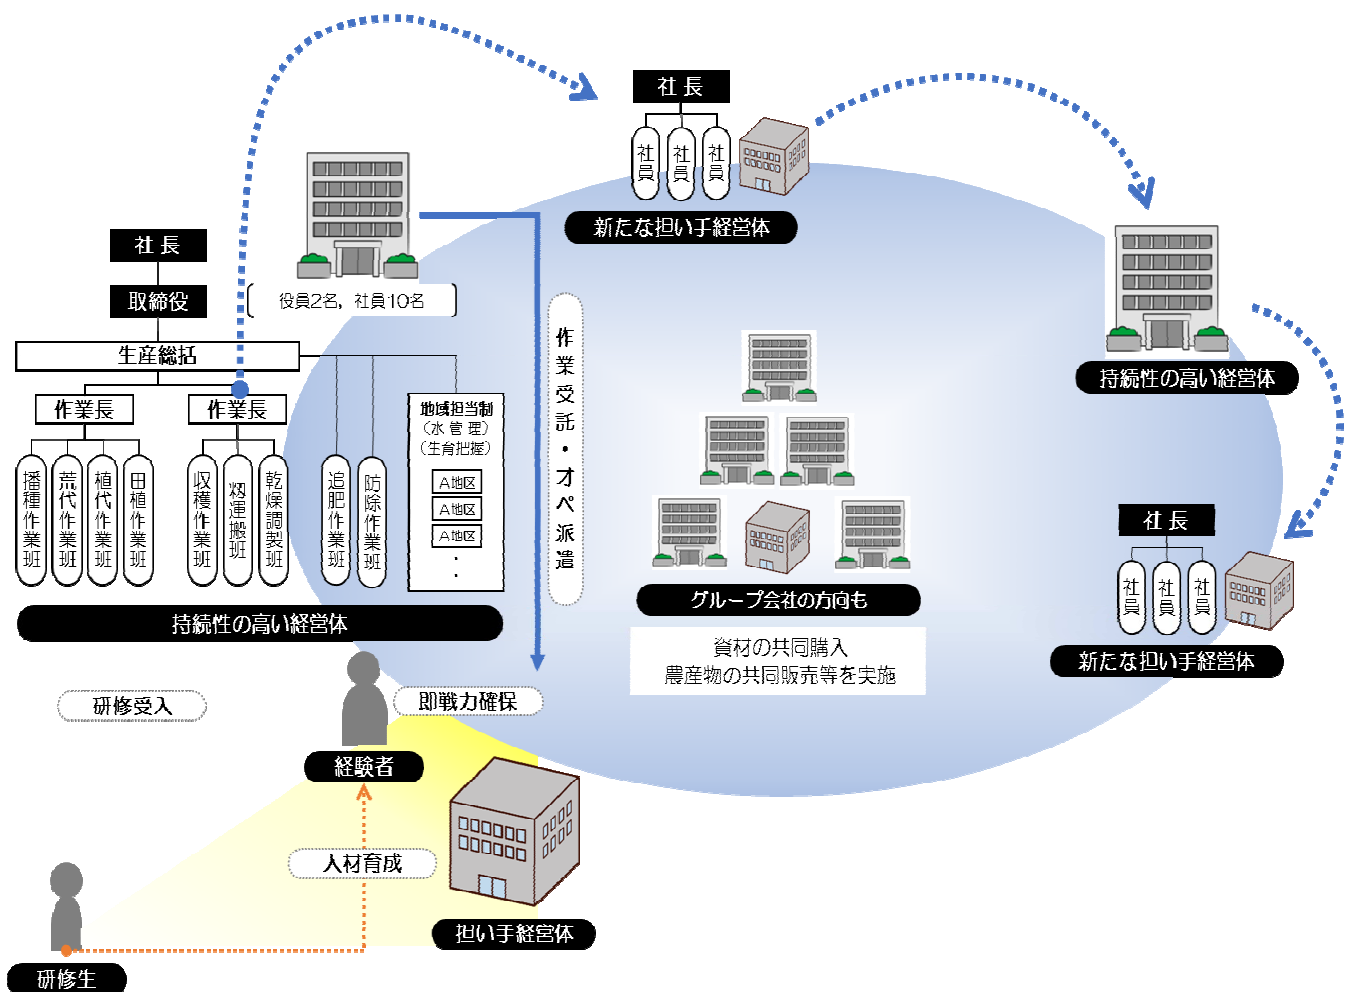 社長
社員
社員
社員
新たな担い手経営体
社長
取締役
役員2名，社員10名
生産総括
作業長
作業長
播種作業班
荒代作業班
植代作業班
田植作業班
収穫作業班
籾運搬班
乾燥調製班
追肥作業班
防除作業班
地域担当制
（水管理）
（生育把握）
A地区
A地区
A地区
・
・
持続性の高い経営体
作業受託・オペ派遣
持続性の高い経営体
グループ会社の方向も
資材の共同購入
農産物の共同販売等を実施
社長
社員
社員
社員
新たな担い手経営体
研修受入
即戦力確保
経験者
人材育成
担い手経営体
研修生